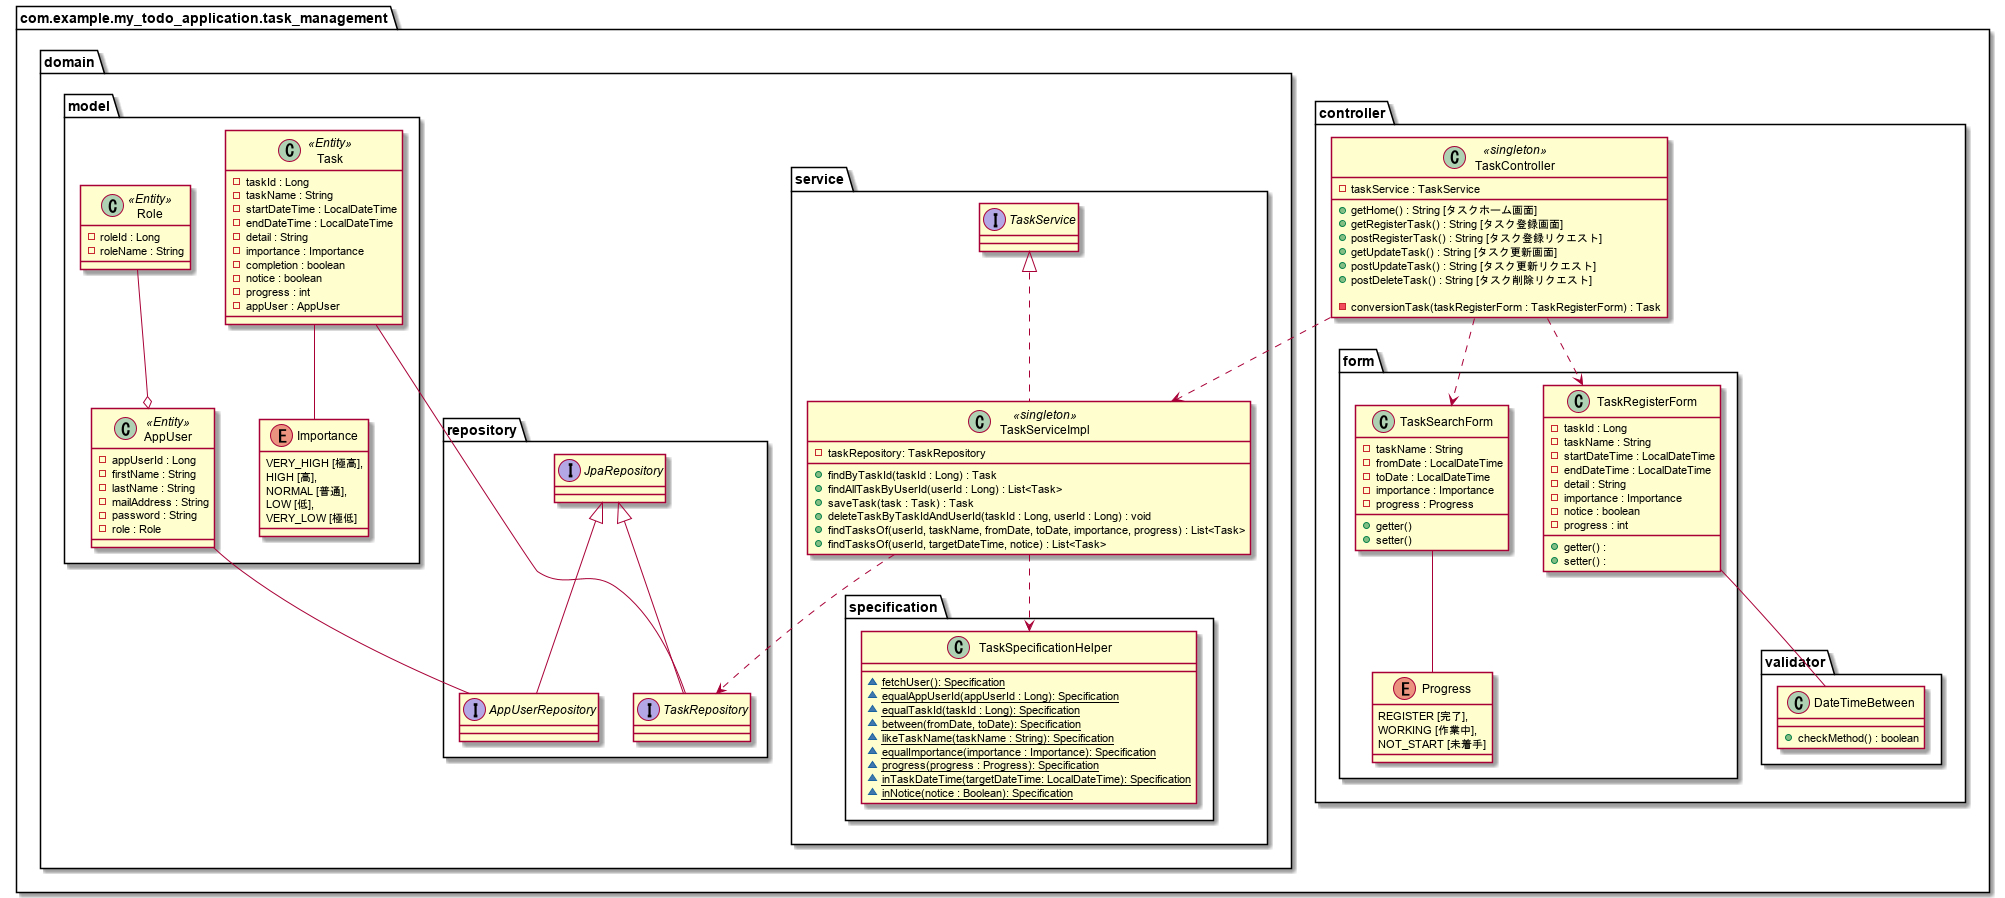 com.example.my_todo_application.task_management
domain
model
«Entity»
Role
roleId : Long
roleName : String
«Entity»
Task
taskId : Long
taskName : String
startDateTime : LocalDateTime
endDateTime : LocalDateTime
detail : String
importance : Importance
completion : boolean
notice : boolean
progress : int
appUser : AppUser
«Entity»
AppUser
appUserId : Long
firstName : String
lastName : String
mailAddress : String
password : String
role : Role
Importance
VERY_HIGH [極高],
HIGH [高],
NORMAL [普通],
LOW [低],
VERY_LOW [極低]
repository
JpaRepository
AppUserRepository
TaskRepository
service
TaskService
«singleton»
TaskServiceImpl
taskRepository: TaskRepository
findByTaskId(taskId : Long) : Task
findAllTaskByUserId(userId : Long) : List<Task>
saveTask(task : Task) : Task
deleteTaskByTaskIdAndUserId(taskId : Long, userId : Long) : void
findTasksOf(userId, taskName, fromDate, toDate, importance, progress) : List<Task>
findTasksOf(userId, targetDateTime, notice) : List<Task>
specification
TaskSpecificationHelper
fetchUser(): Specification
equalAppUserId(appUserId : Long): Specification
equalTaskId(taskId : Long): Specification
between(fromDate, toDate): Specification
likeTaskName(taskName : String): Specification
equalImportance(importance : Importance): Specification
progress(progress : Progress): Specification
inTaskDateTime(targetDateTime: LocalDateTime): Specification
inNotice(notice : Boolean): Specification
controller
«singleton»
TaskController
taskService : TaskService
getHome() : String [タスクホーム画面]
getRegisterTask() : String [タスク登録画面]
postRegisterTask() : String [タスク登録リクエスト]
getUpdateTask() : String [タスク更新画面]
postUpdateTask() : String [タスク更新リクエスト]
postDeleteTask() : String [タスク削除リクエスト]
conversionTask(taskRegisterForm : TaskRegisterForm) : Task
form
TaskSearchForm
taskName : String
fromDate : LocalDateTime
toDate : LocalDateTime
importance : Importance
progress : Progress
getter()
setter()
TaskRegisterForm
taskId : Long
taskName : String
startDateTime : LocalDateTime
endDateTime : LocalDateTime
detail : String
importance : Importance
notice : boolean
progress : int
getter() :
setter() :
Progress
REGISTER [完了],
WORKING [作業中],
NOT_START [未着手]
validator
DateTimeBetween
checkMethod() : boolean